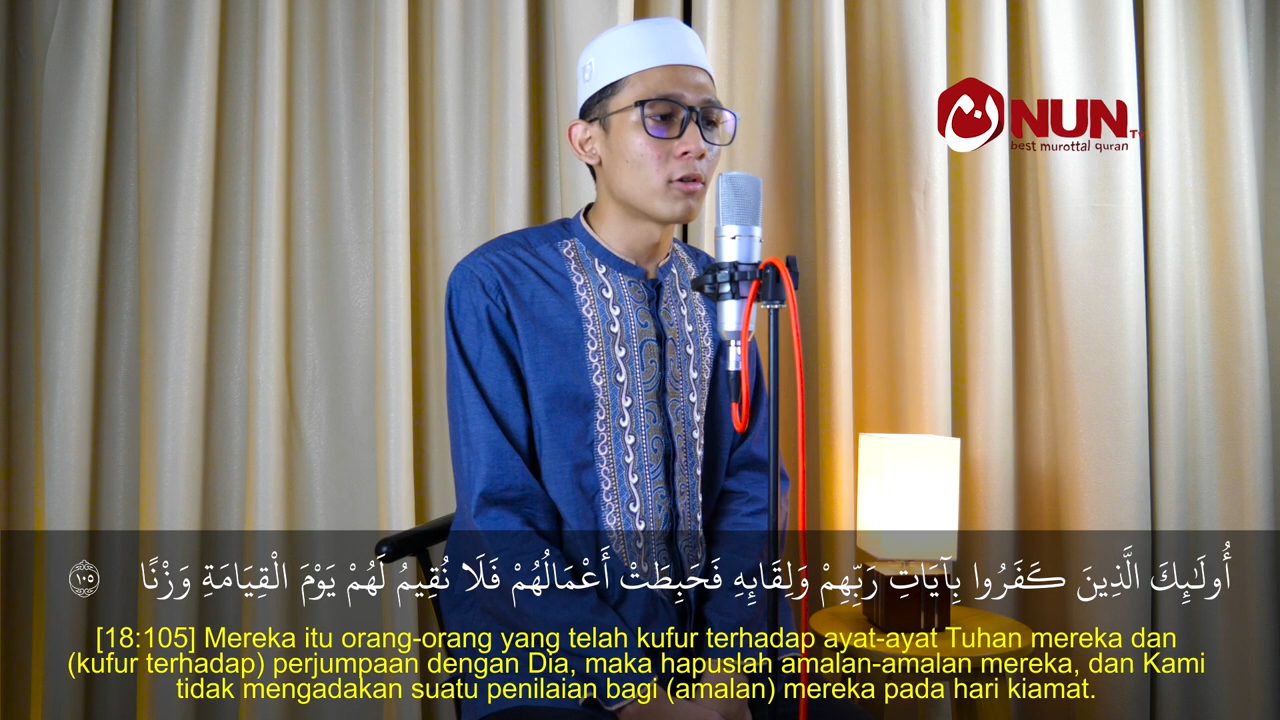 NUN TV
best murottal quran
أُولَٰئِكَ الَّذِينَ كَفَرُوا بِآيَاتِ رَبِّهِمْ وَلِقَائِهِ فَحَبِطَتْ أَعْمَالُهُمْ فَلَا نُقِيمُ لَهُمْ يَوْمَ الْقِيَامَةِ وَزْنًا ١٠٥
[18:105] Mereka itu orang-orang yang telah kufur terhadap ayat-ayat Tuhan mereka dan
(kufur terhadap) perjumpaan dengan Dia, maka hapuslah amalan-amalan mereka, dan Kami
tidak mengadakan suatu penilaian bagi (amalan) mereka pada hari kiamat.